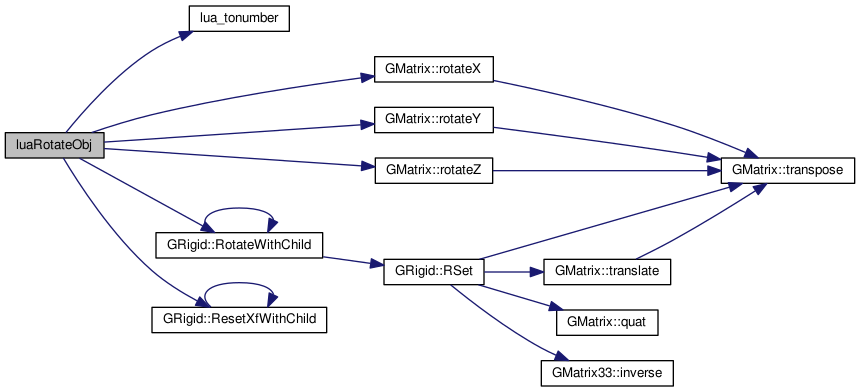 lua_tonumber
GMatrix::rotateX
GMatrix::rotateY
luaRotateObj
GMatrix::rotateZ
GMatrix::transpose
GRigid::RotateWithChild
GRigid::RSet
GMatrix::translate
GRigid::ResetXfWithChild
GMatrix::quat
GMatrix33::inverse